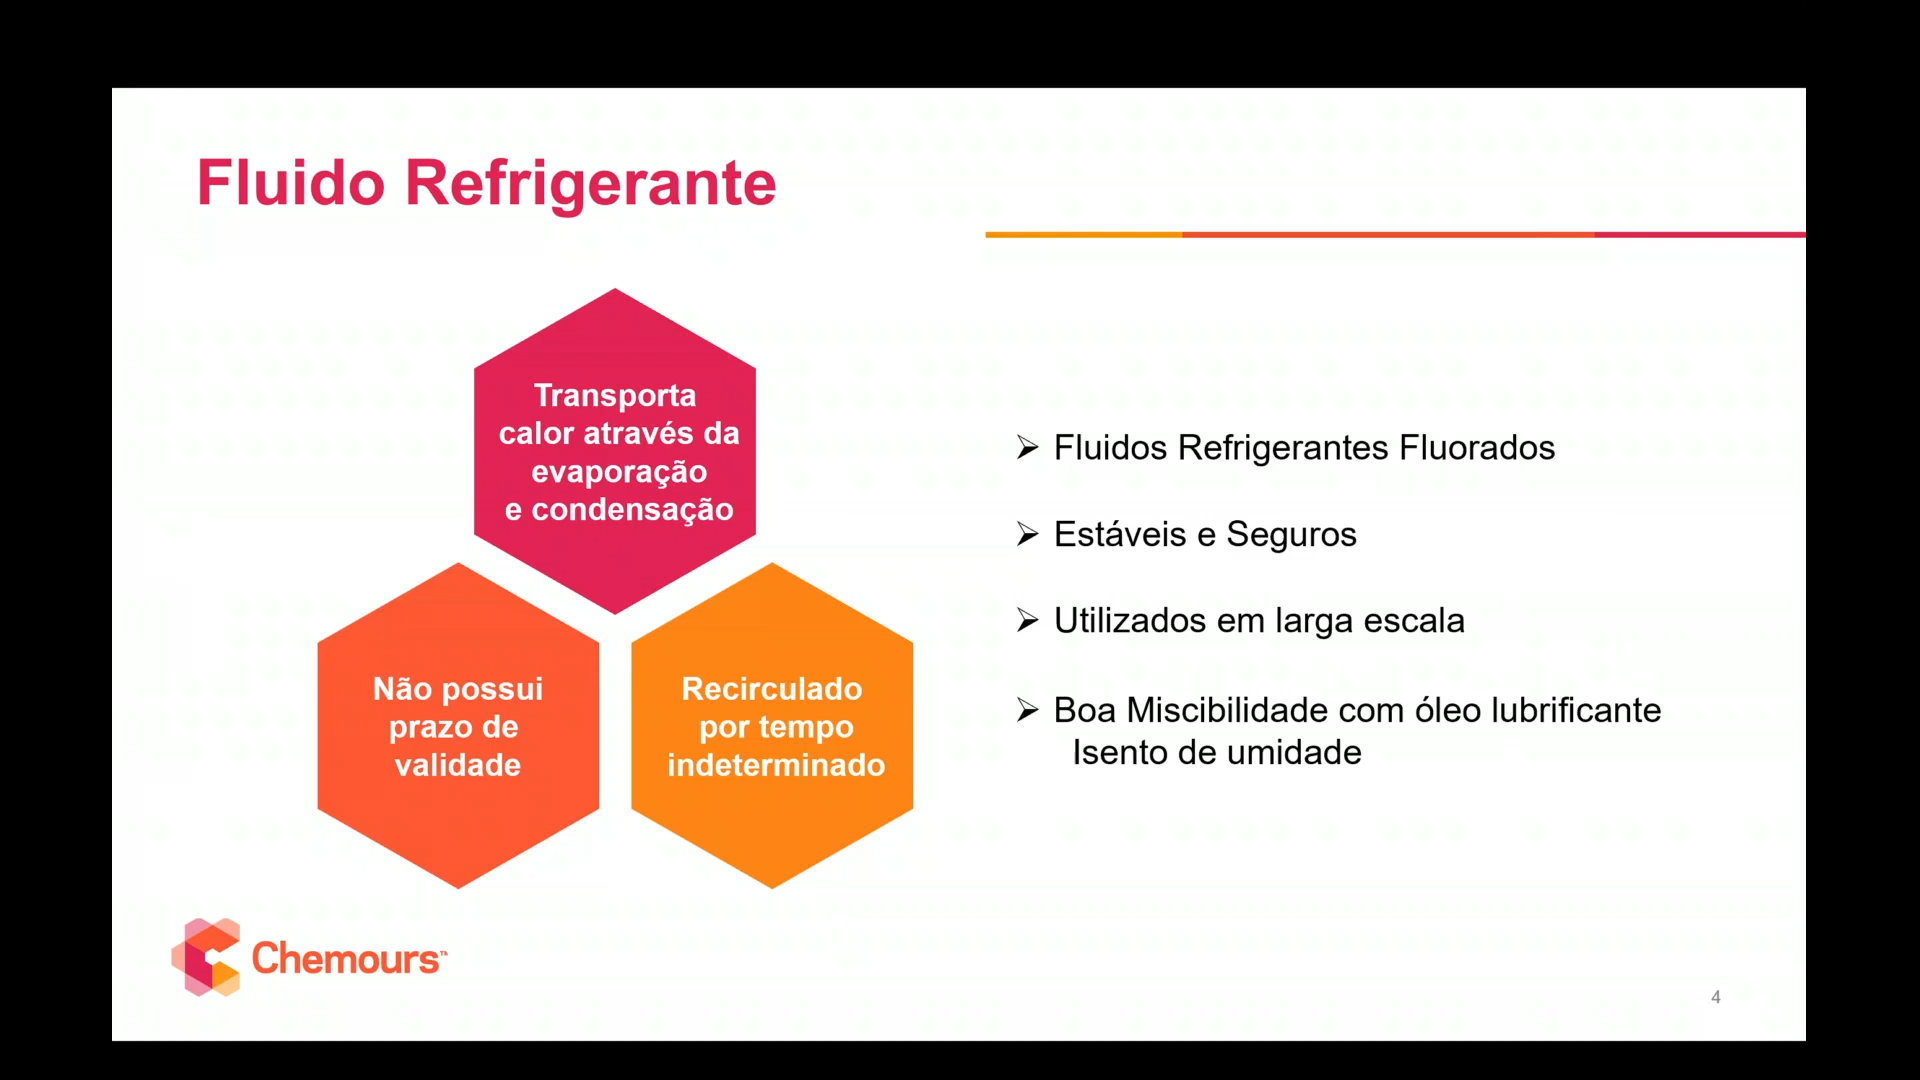 Fluido Refrigerante
Transporta
calor através da
evaporação
e condensação
Não possui
prazo de
validade
Recirculado
por tempo
indeterminado
➢ Fluidos Refrigerantes Fluorados
➢ Estáveis e Seguros
➢ Utilizados em larga escala
➢ Boa Miscibilidade com óleo lubrificante
Isento de umidade
Chemours™
4